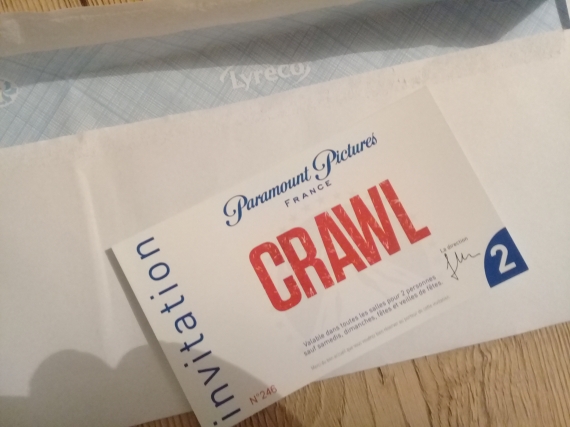 Lyreco
Paramount Pictures
FRANCE
CRAWL
invitation
La direction
2
Valable dans toutes les salles pour 2 personnes
sauf samedis, dimanches, fêtes et veilles de fêtes.
N°246